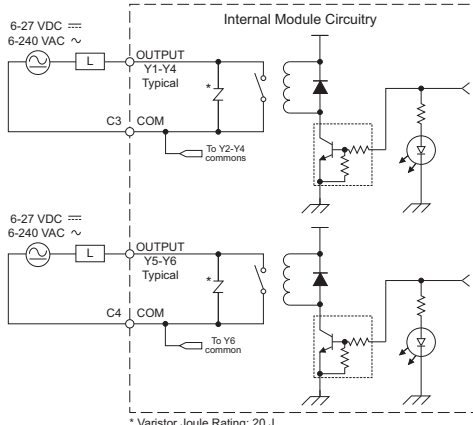 Internal Module Circuitry
6-27 VDC ⎓
6-240 VAC ∿
L
OUTPUT
Y1-Y4
Typical
*
C3
COM
To Y2-Y4
commons
6-27 VDC ⎓
6-240 VAC ∿
L
OUTPUT
Y5-Y6
Typical
*
C4
COM
To Y6
common
* Varistor Joule Rating: 20 J